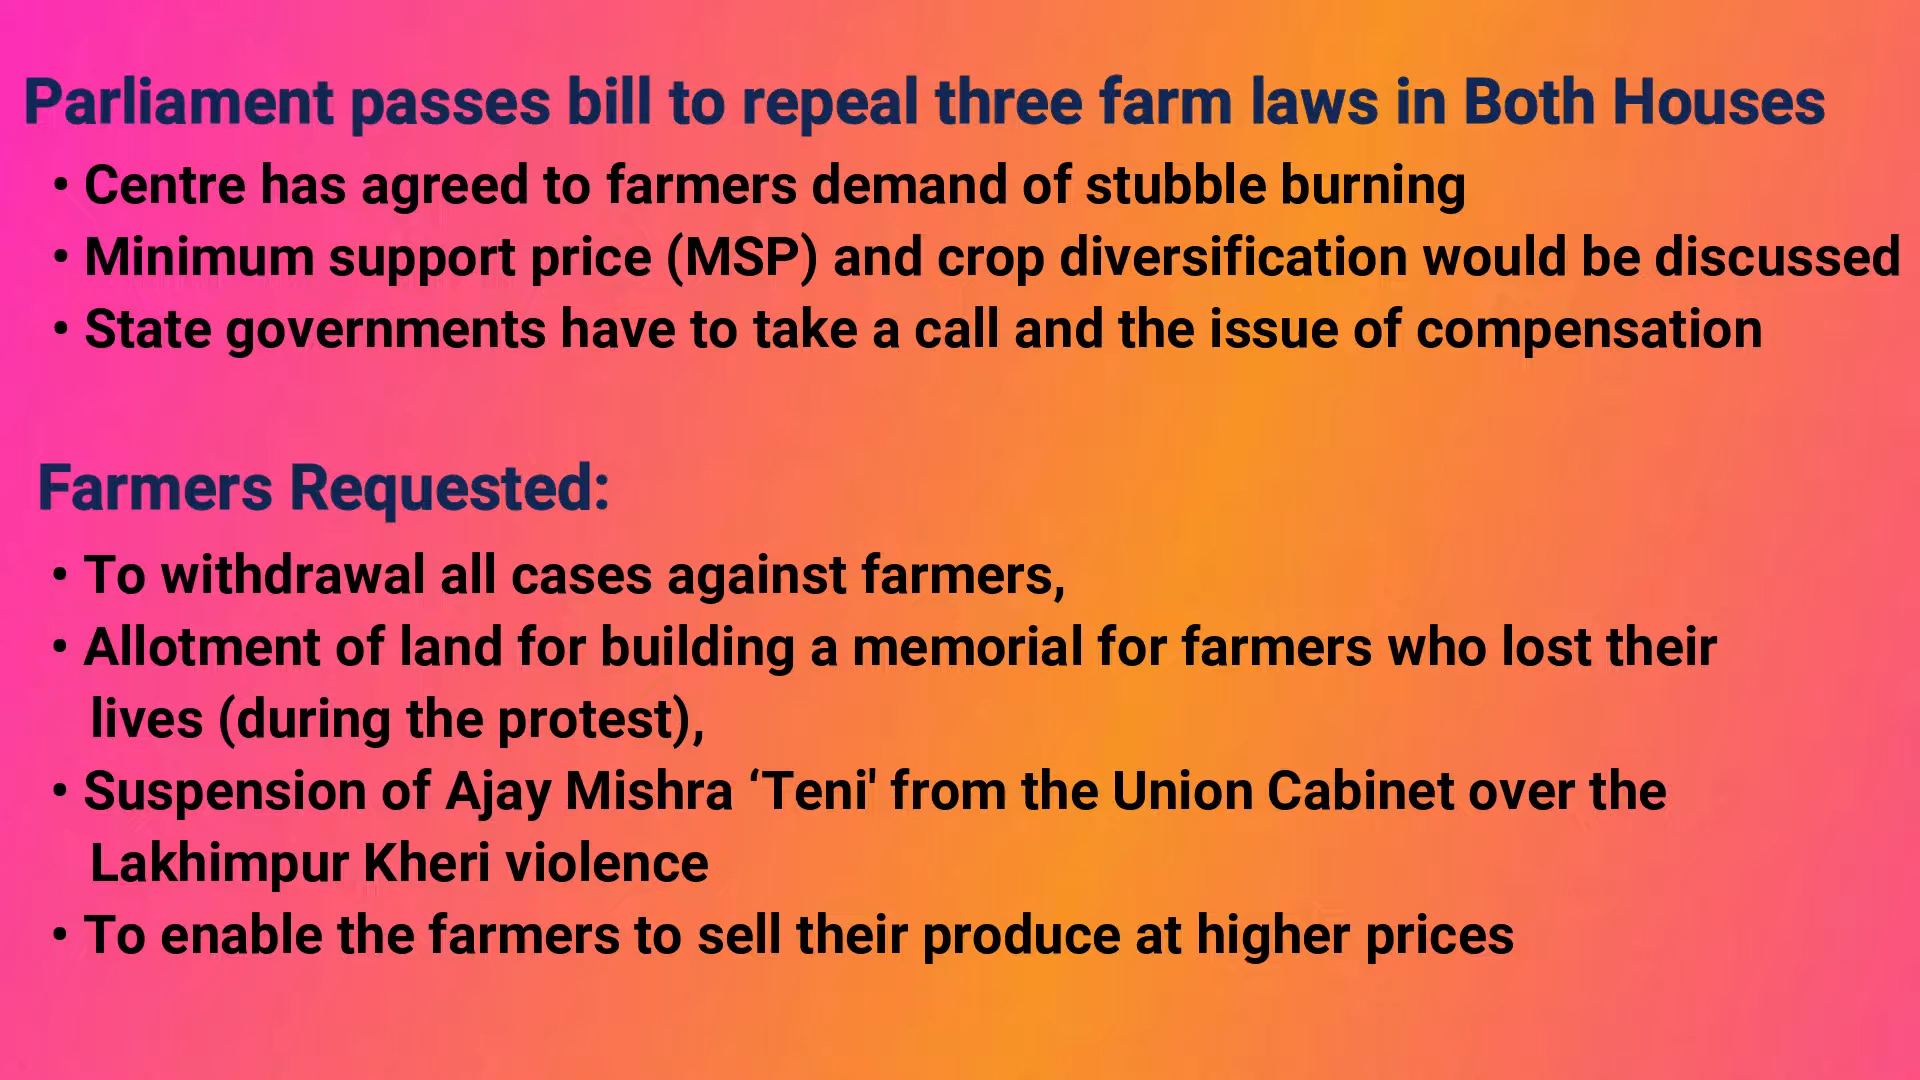 Parliament passes bill to repeal three farm laws in Both Houses
• Centre has agreed to farmers demand of stubble burning
• Minimum support price (MSP) and crop diversification would be discussed
• State governments have to take a call and the issue of compensation
Farmers Requested:
• To withdrawal all cases against farmers,
• Allotment of land for building a memorial for farmers who lost their
lives (during the protest),
• Suspension of Ajay Mishra ‘Teni' from the Union Cabinet over the
Lakhimpur Kheri violence
• To enable the farmers to sell their produce at higher prices